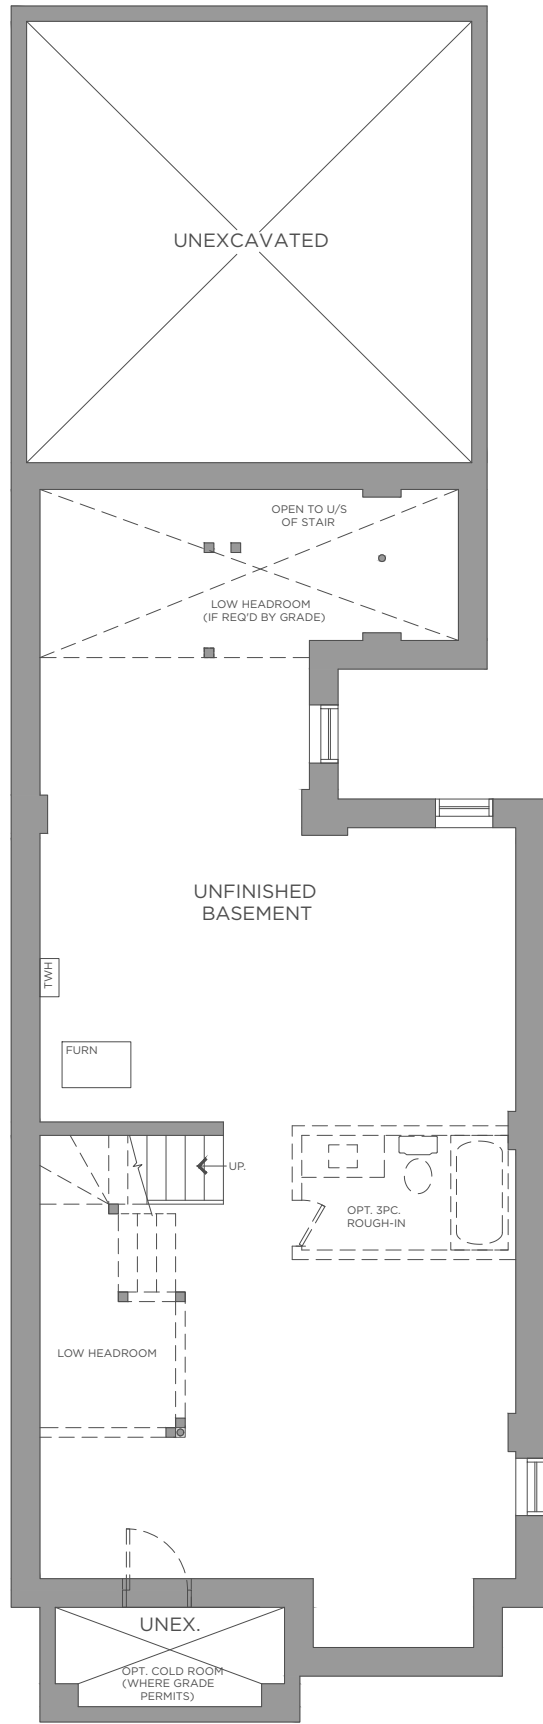 UNEXCAVATED
OPEN TO U/S
OF STAIR
LOW HEADROOM
(IF REQ'D BY GRADE)
UNFINISHED
BASEMENT
TWH
FURN
UP.
OPT. 3PC.
ROUGH-IN
LOW HEADROOM
UNEX.
OPT. COLD ROOM
(WHERE GRADE
PERMITS)